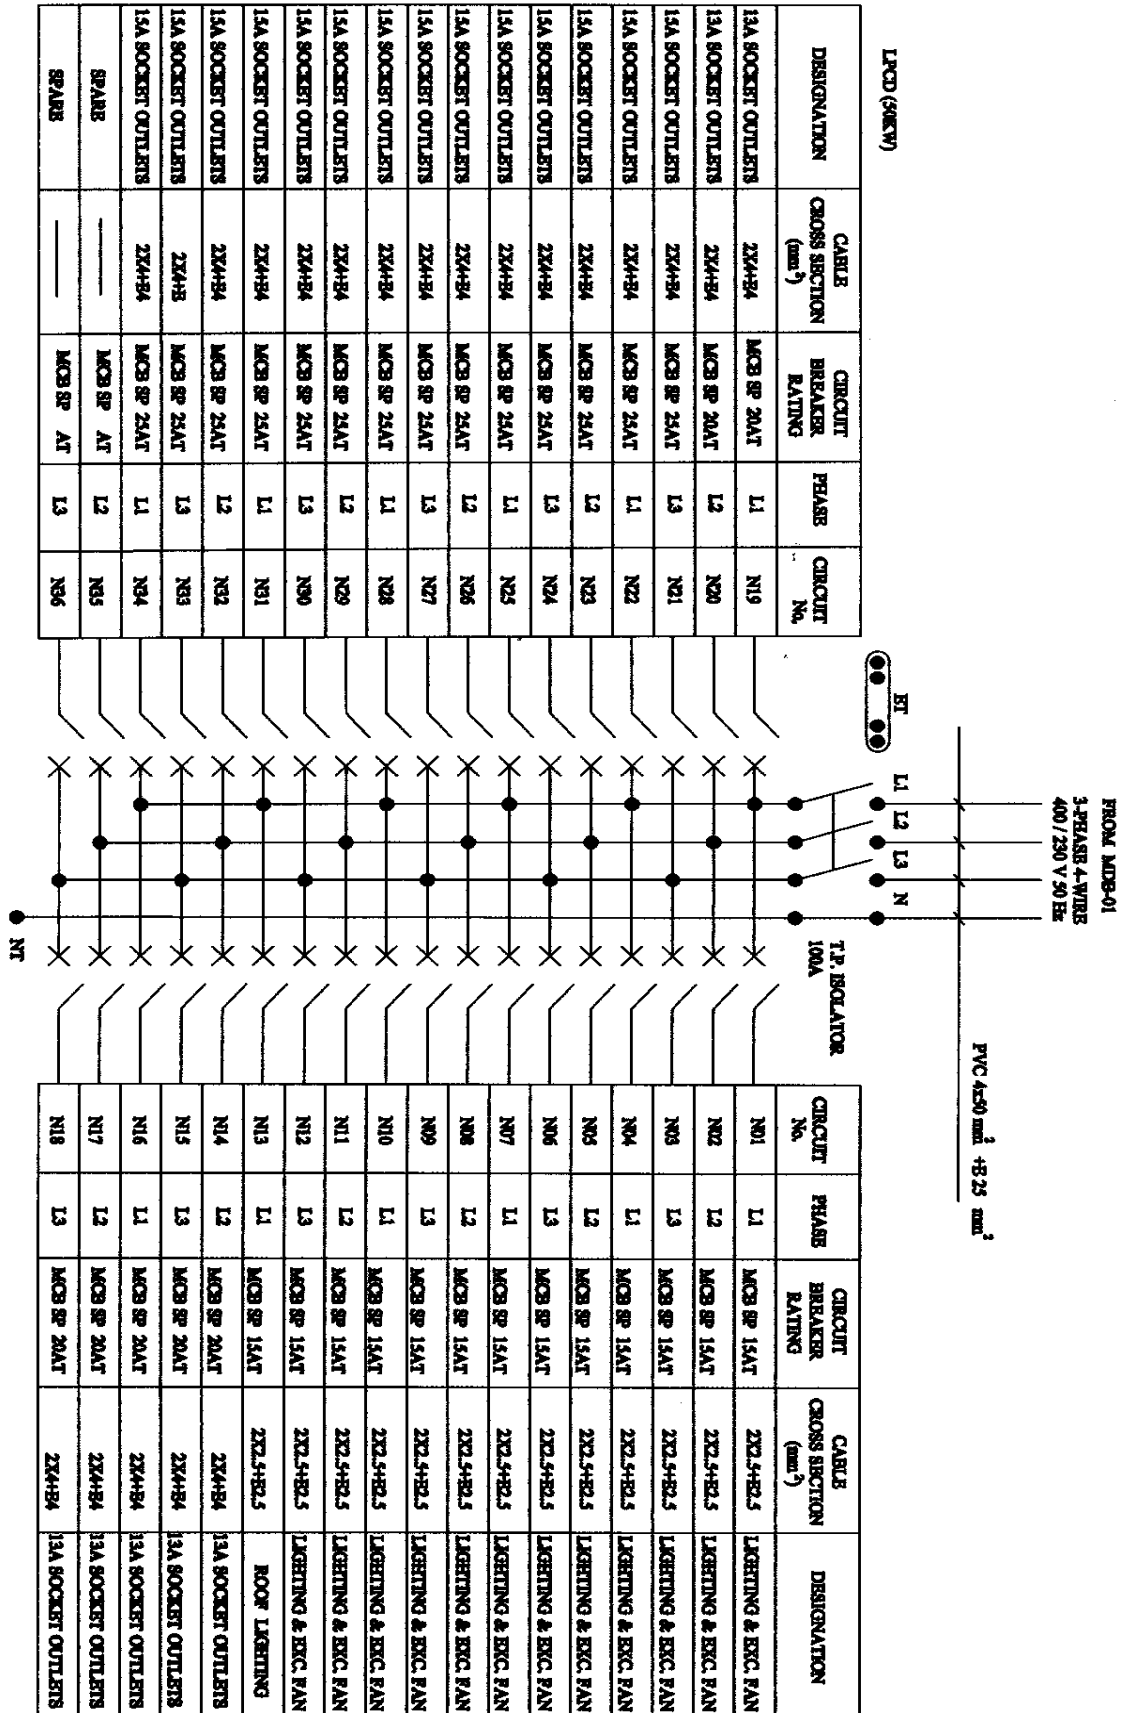 FROM MDB-01
3-PHASE 4-WIRE
400 / 230 V 50 Hz
PVC 4x50 mm² +E 25 mm²
LPCD (50KW)
ET
L1 L2 L3 N
T.P. ISOLATOR
100A
DESIGNATION CABLE CROSS SECTION (mm²) CIRCUIT BREAKER RATING PHASE CIRCUIT No.
13A SOCKET OUTLETS 2X4+E4 MCB SP 20AT L1 N19
13A SOCKET OUTLETS 2X4+E4 MCB SP 20AT L2 N20
15A SOCKET OUTLETS 2X4+E4 MCB SP 25AT L3 N21
15A SOCKET OUTLETS 2X4+E4 MCB SP 25AT L1 N22
15A SOCKET OUTLETS 2X4+E4 MCB SP 25AT L2 N23
15A SOCKET OUTLETS 2X4+E4 MCB SP 25AT L3 N24
15A SOCKET OUTLETS 2X4+E4 MCB SP 25AT L1 N25
15A SOCKET OUTLETS 2X4+E4 MCB SP 25AT L2 N26
15A SOCKET OUTLETS 2X4+E4 MCB SP 25AT L3 N27
15A SOCKET OUTLETS 2X4+E4 MCB SP 25AT L1 N28
15A SOCKET OUTLETS 2X4+E4 MCB SP 25AT L2 N29
15A SOCKET OUTLETS 2X4+E4 MCB SP 25AT L3 N30
15A SOCKET OUTLETS 2X4+E4 MCB SP 25AT L1 N31
15A SOCKET OUTLETS 2X4+E4 MCB SP 25AT L2 N32
15A SOCKET OUTLETS 2X4+E MCB SP 25AT L3 N33
15A SOCKET OUTLETS 2X4+E4 MCB SP 25AT L1 N34
SPARE MCB SP AT L2 N35
SPARE MCB SP AT L3 N36
CIRCUIT No. PHASE CIRCUIT BREAKER RATING CABLE CROSS SECTION (mm²) DESIGNATION
N01 L1 MCB SP 15AT 2X2.5+E2.5 LIGHTING & EXC. FAN
N02 L2 MCB SP 15AT 2X2.5+E2.5 LIGHTING & EXC. FAN
N03 L3 MCB SP 15AT 2X2.5+E2.5 LIGHTING & EXC. FAN
N04 L1 MCB SP 15AT 2X2.5+E2.5 LIGHTING & EXC. FAN
N05 L2 MCB SP 15AT 2X2.5+E2.5 LIGHTING & EXC. FAN
N06 L3 MCB SP 15AT 2X2.5+E2.5 LIGHTING & EXC. FAN
N07 L1 MCB SP 15AT 2X2.5+E2.5 LIGHTING & EXC. FAN
N08 L2 MCB SP 15AT 2X2.5+E2.5 LIGHTING & EXC. FAN
N09 L3 MCB SP 15AT 2X2.5+E2.5 LIGHTING & EXC. FAN
N10 L1 MCB SP 15AT 2X2.5+E2.5 LIGHTING & EXC. FAN
N11 L2 MCB SP 15AT 2X2.5+E2.5 LIGHTING & EXC. FAN
N12 L3 MCB SP 15AT 2X2.5+E2.5 LIGHTING & EXC. FAN
N13 L1 MCB SP 15AT 2X2.5+E2.5 ROOF LIGHTING
N14 L2 MCB SP 20AT 2X4+E4 13A SOCKET OUTLETS
N15 L3 MCB SP 20AT 2X4+E4 13A SOCKET OUTLETS
N16 L1 MCB SP 20AT 2X4+E4 13A SOCKET OUTLETS
N17 L2 MCB SP 20AT 2X4+E4 13A SOCKET OUTLETS
N18 L3 MCB SP 20AT 2X4+E4 13A SOCKET OUTLETS
NT